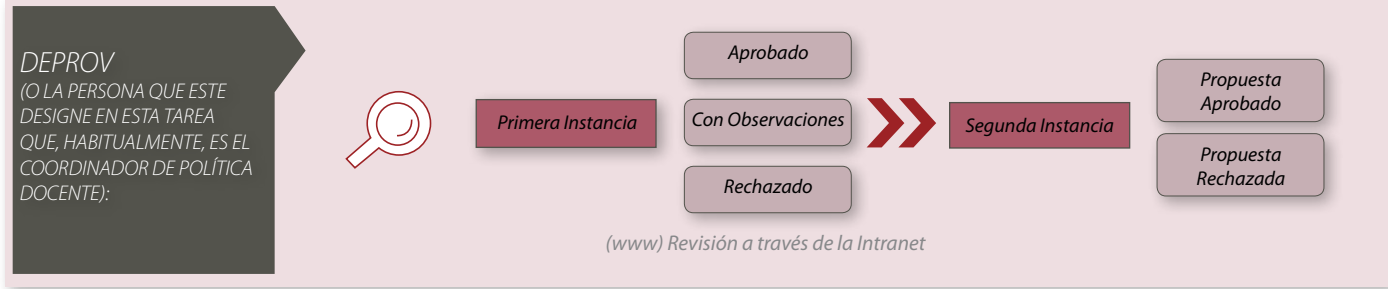 DEPROV
(O LA PERSONA QUE ESTE
DESIGNE EN ESTA TAREA
QUE, HABITUALMENTE, ES EL
COORDINADOR DE POLÍTICA
DOCENTE):
Primera Instancia
Aprobado
Con Observaciones
Rechazado
Segunda Instancia
Propuesta
Aprobado
Propuesta
Rechazada
(www) Revisión a través de la Intranet